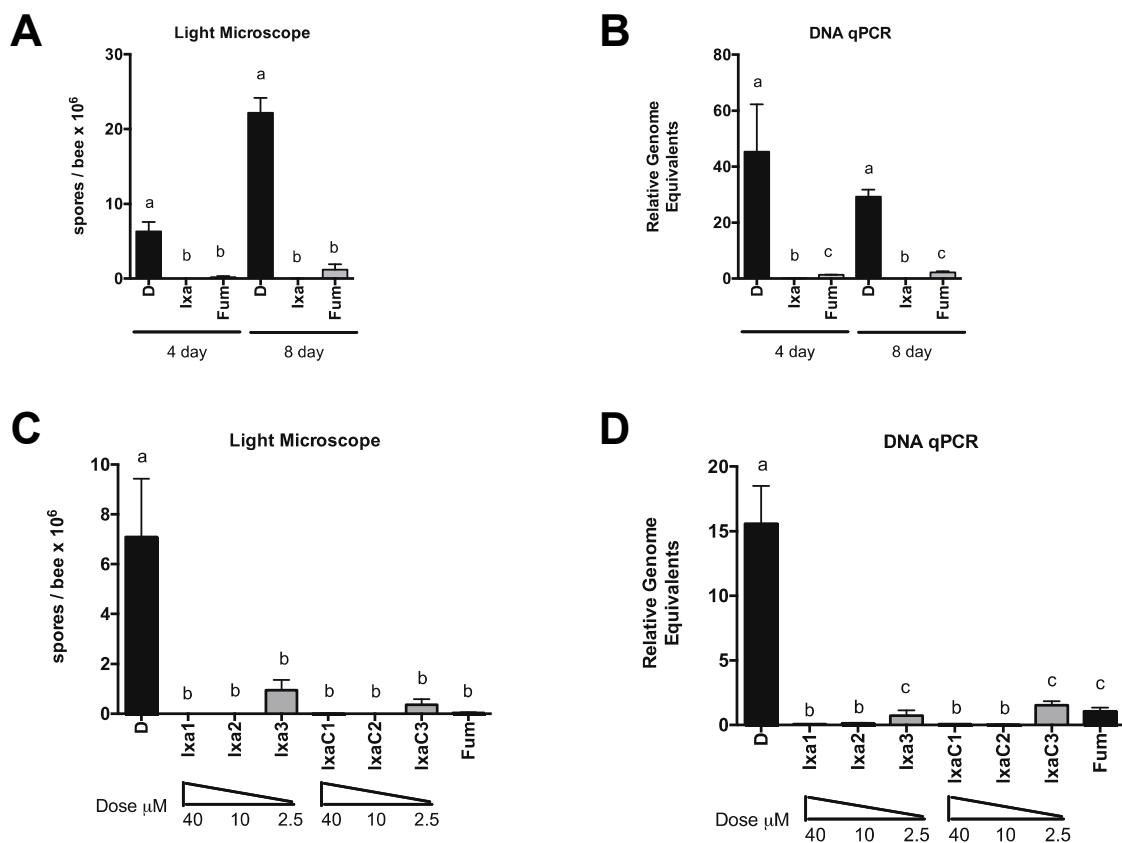 A
Light Microscope
spores / bee x 10⁶
30
20
10
0
a
b
b
a
b
b
D
Ixa
Fum
D
Ixa
Fum
4 day
8 day
B
DNA qPCR
Relative Genome
Equivalents
80
60
40
20
0
a
b
c
a
b
c
D
Ixa
Fum
D
Ixa
Fum
4 day
8 day
C
Light Microscope
spores / bee x 10⁶
10
8
6
4
2
0
a
b
b
b
b
b
b
b
D
Ixa1
Ixa2
Ixa3
IxaC1
IxaC2
IxaC3
Fum
Dose μM
40 10 2.5 40 10 2.5
D
DNA qPCR
Relative Genome
Equivalents
20
15
10
5
0
a
b
b
c
b
b
c
c
D
Ixa1
Ixa2
Ixa3
IxaC1
IxaC2
IxaC3
Fum
Dose μM
40 10 2.5 40 10 2.5